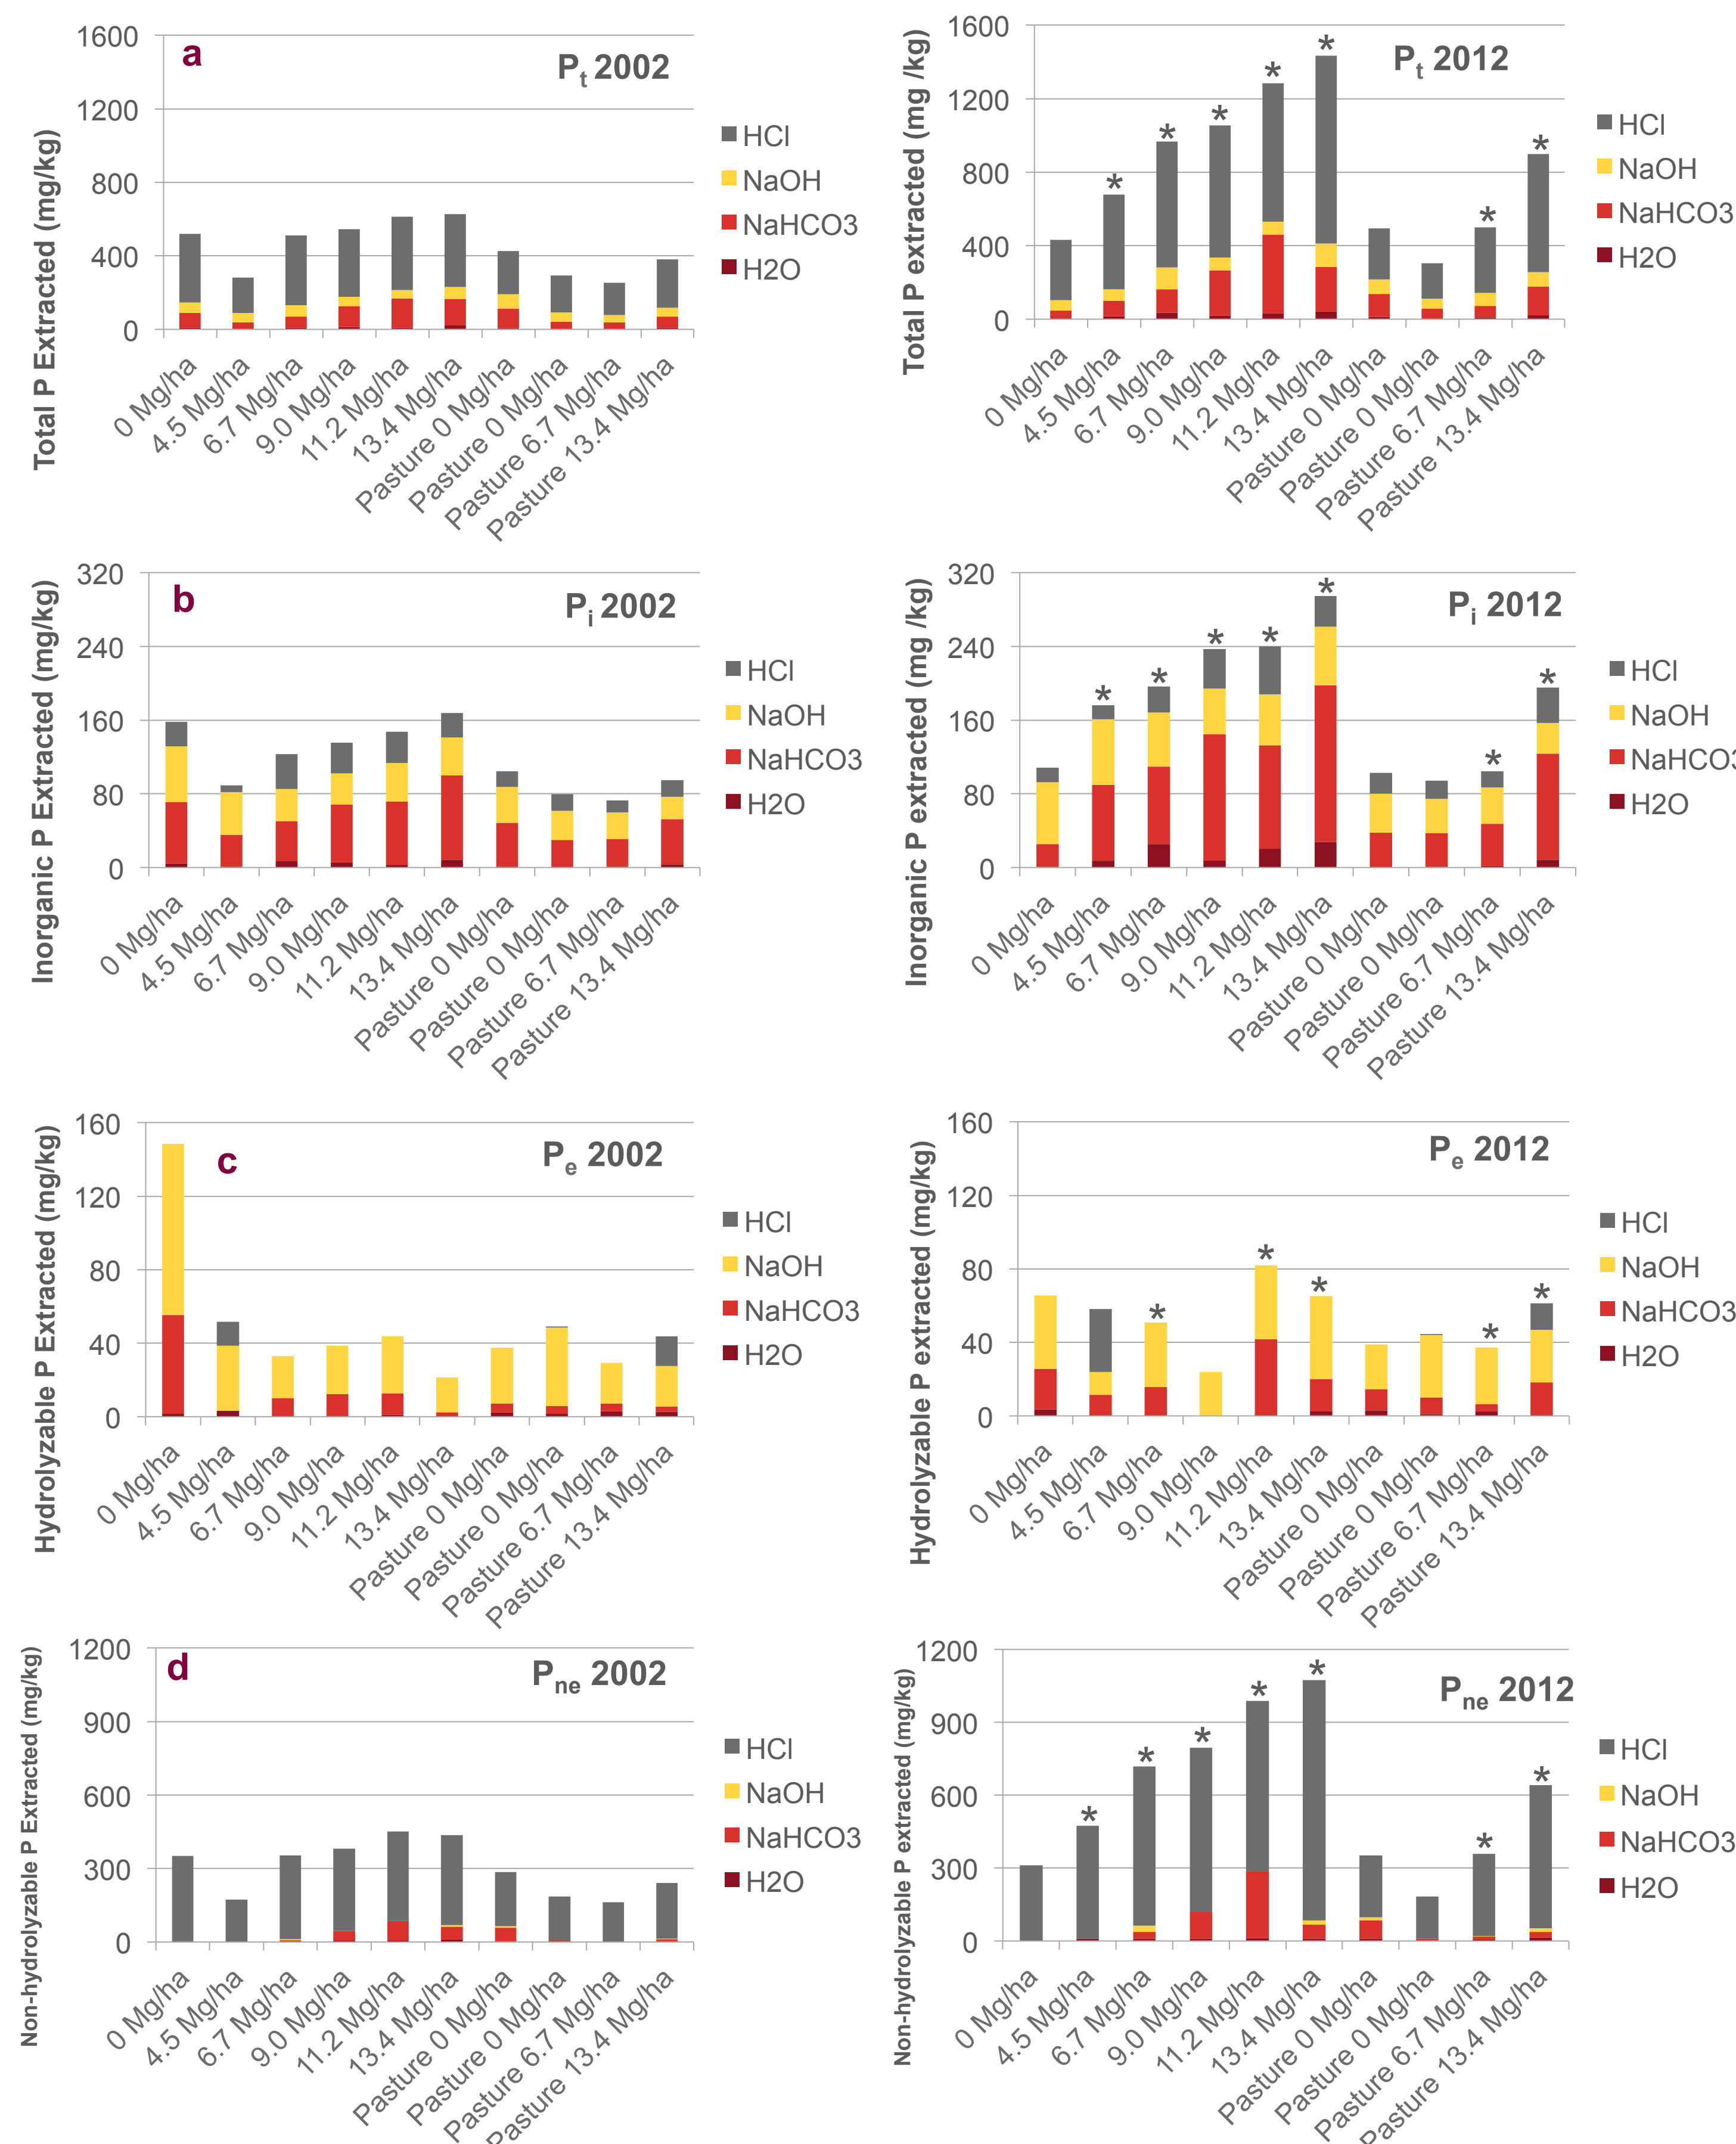 a
Pt 2002
Total P Extracted (mg/kg)
1600
1200
800
400
0
HCl
NaOH
NaHCO3
H2O
0 Mg/ha
4.5 Mg/ha
6.7 Mg/ha
9.0 Mg/ha
11.2 Mg/ha
13.4 Mg/ha
Pasture 0 Mg/ha
Pasture 0 Mg/ha
Pasture 6.7 Mg/ha
Pasture 13.4 Mg/ha
Pt 2012
Total P extracted (mg /kg)
1600
1200
800
400
0
* * * * * * *
HCl
NaOH
NaHCO3
H2O
0 Mg/ha
4.5 Mg/ha
6.7 Mg/ha
9.0 Mg/ha
11.2 Mg/ha
13.4 Mg/ha
Pasture 0 Mg/ha
Pasture 0 Mg/ha
Pasture 6.7 Mg/ha
Pasture 13.4 Mg/ha
b
Pi 2002
Inorganic P Extracted (mg/kg)
320
240
160
80
0
HCl
NaOH
NaHCO3
H2O
0 Mg/ha
4.5 Mg/ha
6.7 Mg/ha
9.0 Mg/ha
11.2 Mg/ha
13.4 Mg/ha
Pasture 0 Mg/ha
Pasture 0 Mg/ha
Pasture 6.7 Mg/ha
Pasture 13.4 Mg/ha
Pi 2012
Inorganic P extracted (mg /kg)
320
240
160
80
0
* * * * * * *
HCl
NaOH
NaHCO3
H2O
0 Mg/ha
4.5 Mg/ha
6.7 Mg/ha
9.0 Mg/ha
11.2 Mg/ha
13.4 Mg/ha
Pasture 0 Mg/ha
Pasture 0 Mg/ha
Pasture 6.7 Mg/ha
Pasture 13.4 Mg/ha
c
Pe 2002
Hydrolyzable P Extracted (mg/kg)
160
120
80
40
0
HCl
NaOH
NaHCO3
H2O
0 Mg/ha
4.5 Mg/ha
6.7 Mg/ha
9.0 Mg/ha
11.2 Mg/ha
13.4 Mg/ha
Pasture 0 Mg/ha
Pasture 0 Mg/ha
Pasture 6.7 Mg/ha
Pasture 13.4 Mg/ha
Pe 2012
Hydrolyzable P extracted (mg/kg)
160
120
80
40
0
* * * * *
HCl
NaOH
NaHCO3
H2O
0 Mg/ha
4.5 Mg/ha
6.7 Mg/ha
9.0 Mg/ha
11.2 Mg/ha
13.4 Mg/ha
Pasture 0 Mg/ha
Pasture 0 Mg/ha
Pasture 6.7 Mg/ha
Pasture 13.4 Mg/ha
d
Pne 2002
Non-hydrolyzable P Extracted (mg/kg)
1200
900
600
300
0
HCl
NaOH
NaHCO3
H2O
0 Mg/ha
4.5 Mg/ha
6.7 Mg/ha
9.0 Mg/ha
11.2 Mg/ha
13.4 Mg/ha
Pasture 0 Mg/ha
Pasture 0 Mg/ha
Pasture 6.7 Mg/ha
Pasture 13.4 Mg/ha
Pne 2012
Non-hydrolyzable P extracted (mg/kg)
1200
900
600
300
0
* * * * * * *
HCl
NaOH
NaHCO3
H2O
0 Mg/ha
4.5 Mg/ha
6.7 Mg/ha
9.0 Mg/ha
11.2 Mg/ha
13.4 Mg/ha
Pasture 0 Mg/ha
Pasture 0 Mg/ha
Pasture 6.7 Mg/ha
Pasture 13.4 Mg/ha